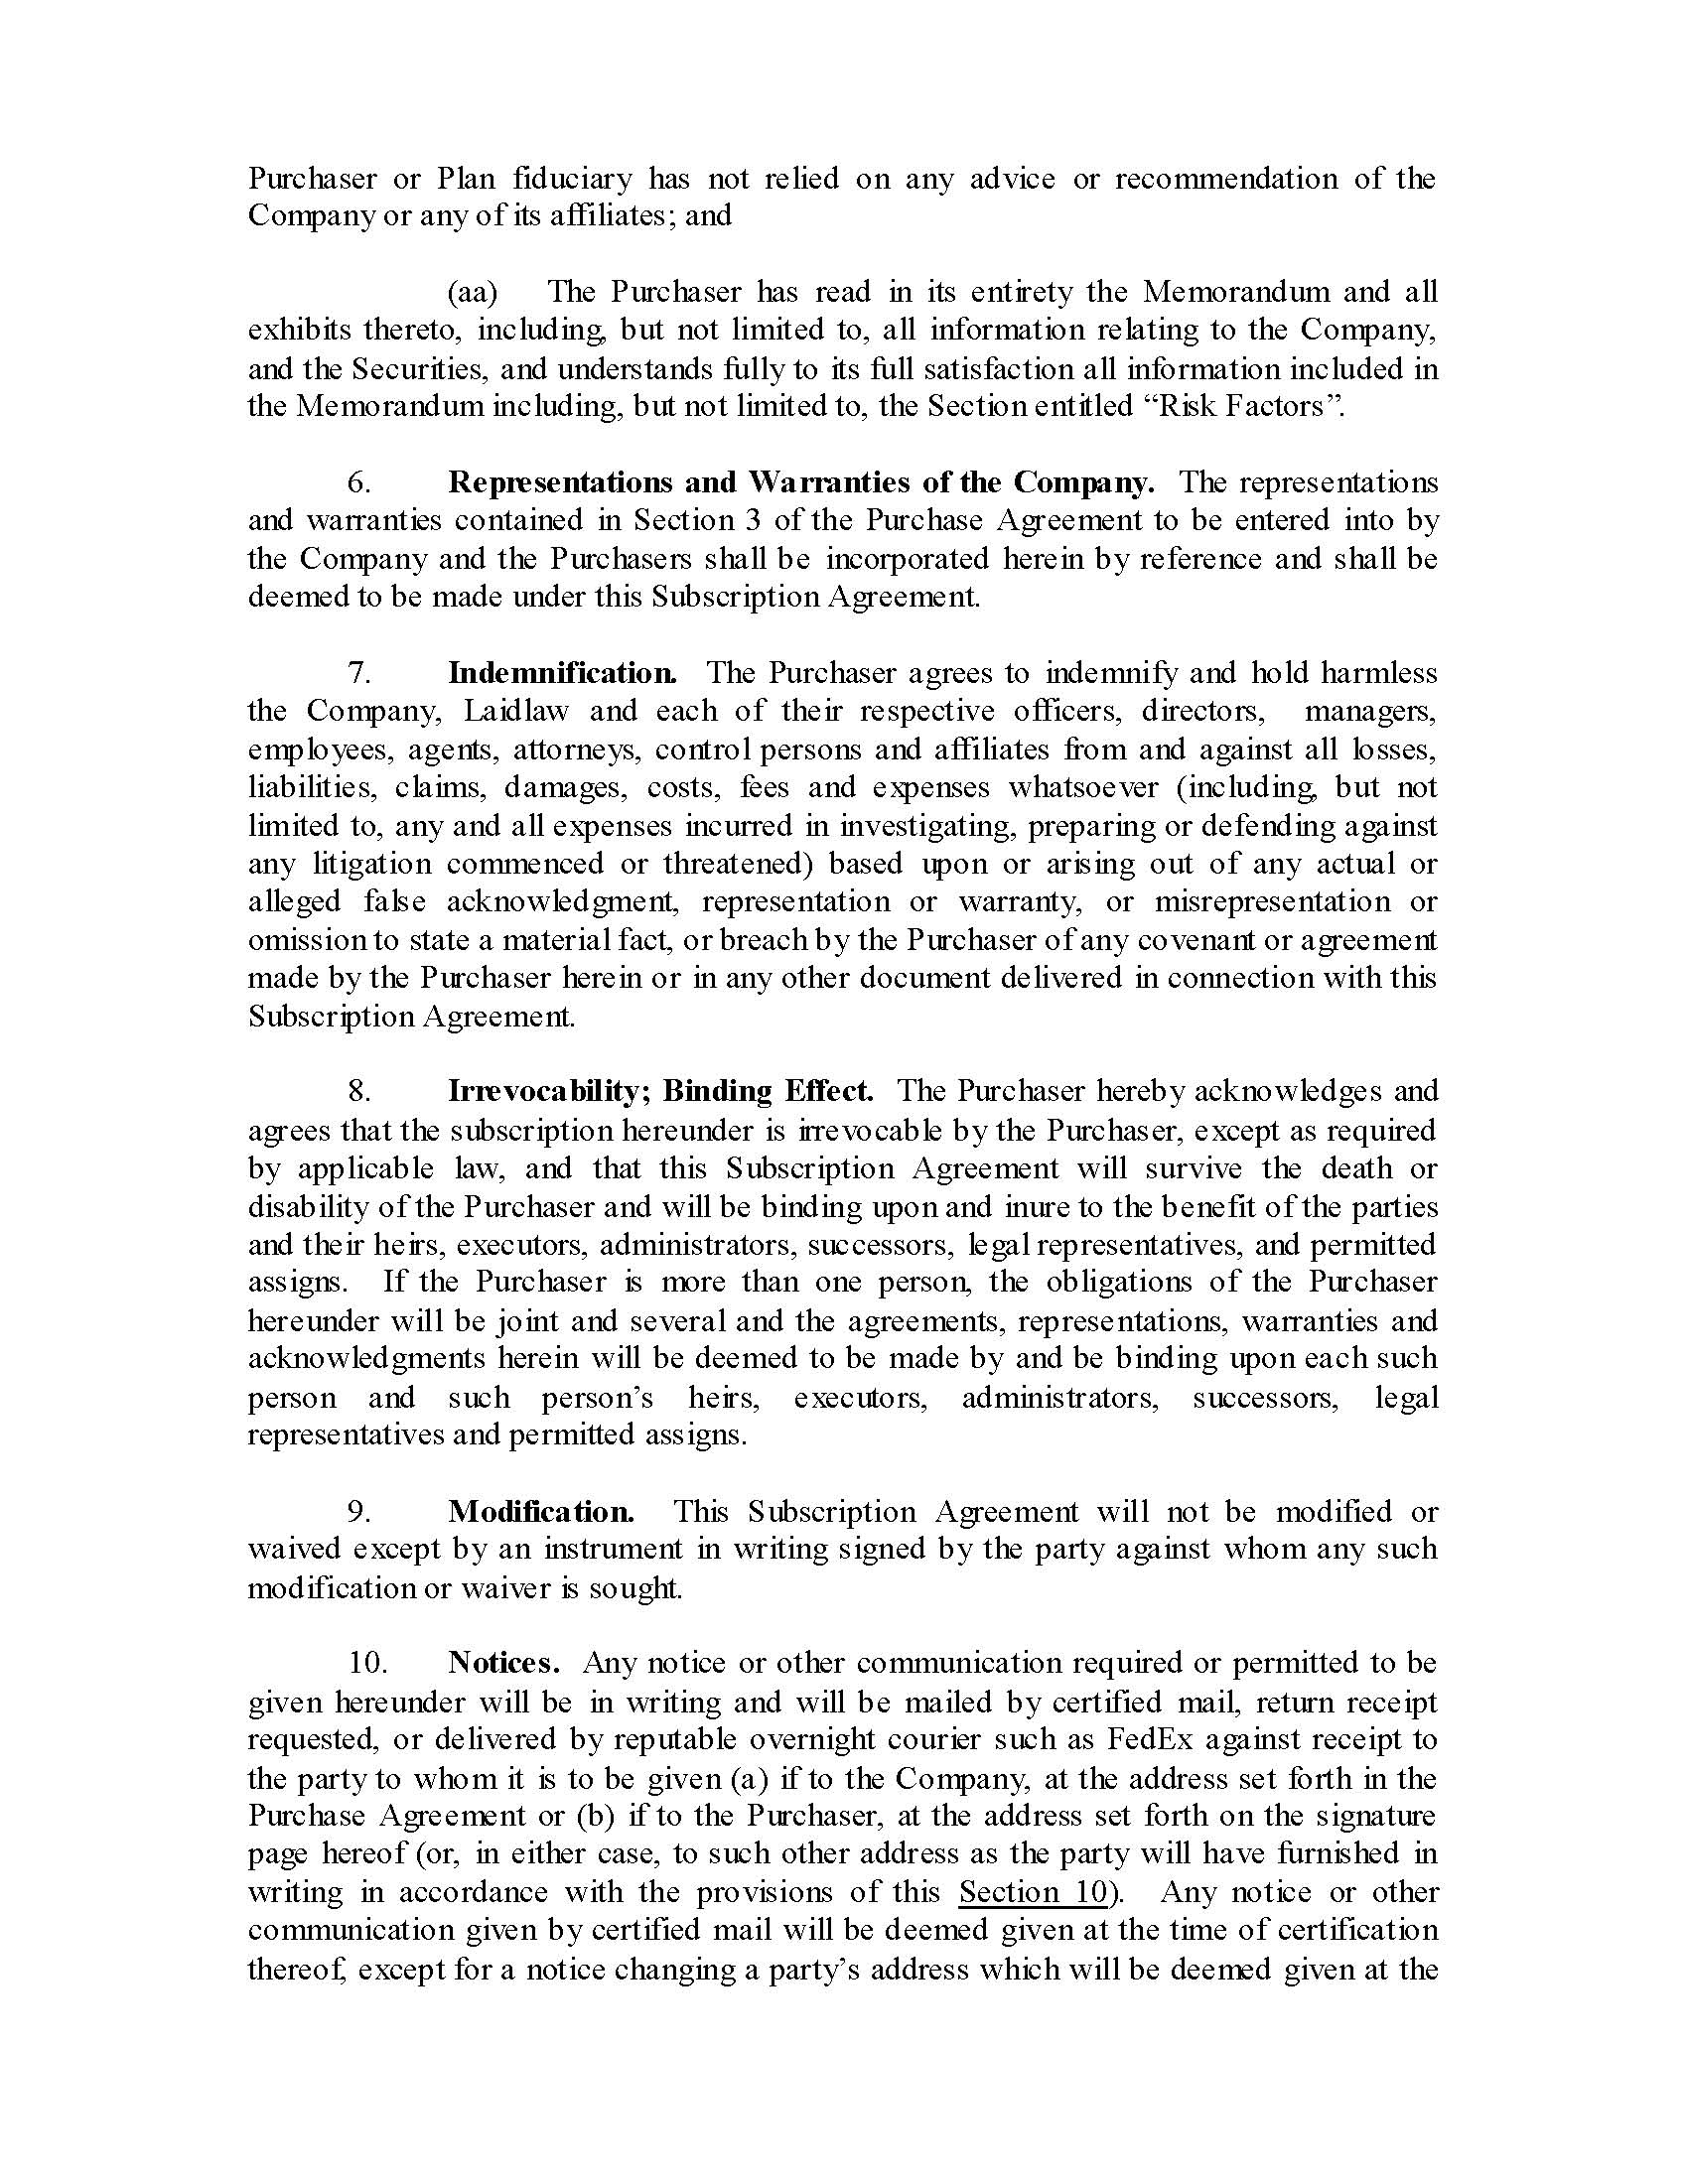 Purchaser or Plan fiduciary has not relied on any advice or recommendation of the
Company or any of its affiliates; and
(aa) The Purchaser has read in its entirety the Memorandum and all
exhibits thereto, including, but not limited to, all information relating to the Company,
and the Securities, and understands fully to its full satisfaction all information included in
the Memorandum including, but not limited to, the Section entitled “Risk Factors”.
6. Representations and Warranties of the Company. The representations
and warranties contained in Section 3 of the Purchase Agreement to be entered into by
the Company and the Purchasers shall be incorporated herein by reference and shall be
deemed to be made under this Subscription Agreement.
7. Indemnification. The Purchaser agrees to indemnify and hold harmless
the Company, Laidlaw and each of their respective officers, directors, managers,
employees, agents, attorneys, control persons and affiliates from and against all losses,
liabilities, claims, damages, costs, fees and expenses whatsoever (including, but not
limited to, any and all expenses incurred in investigating, preparing or defending against
any litigation commenced or threatened) based upon or arising out of any actual or
alleged false acknowledgment, representation or warranty, or misrepresentation or
omission to state a material fact, or breach by the Purchaser of any covenant or agreement
made by the Purchaser herein or in any other document delivered in connection with this
Subscription Agreement.
8. Irrevocability; Binding Effect. The Purchaser hereby acknowledges and
agrees that the subscription hereunder is irrevocable by the Purchaser, except as required
by applicable law, and that this Subscription Agreement will survive the death or
disability of the Purchaser and will be binding upon and inure to the benefit of the parties
and their heirs, executors, administrators, successors, legal representatives, and permitted
assigns. If the Purchaser is more than one person, the obligations of the Purchaser
hereunder will be joint and several and the agreements, representations, warranties and
acknowledgments herein will be deemed to be made by and be binding upon each such
person and such person’s heirs, executors, administrators, successors, legal
representatives and permitted assigns.
9. Modification. This Subscription Agreement will not be modified or
waived except by an instrument in writing signed by the party against whom any such
modification or waiver is sought.
10. Notices. Any notice or other communication required or permitted to be
given hereunder will be in writing and will be mailed by certified mail, return receipt
requested, or delivered by reputable overnight courier such as FedEx against receipt to
the party to whom it is to be given (a) if to the Company, at the address set forth in the
Purchase Agreement or (b) if to the Purchaser, at the address set forth on the signature
page hereof (or, in either case, to such other address as the party will have furnished in
writing in accordance with the provisions of this Section 10). Any notice or other
communication given by certified mail will be deemed given at the time of certification
thereof, except for a notice changing a party’s address which will be deemed given at the